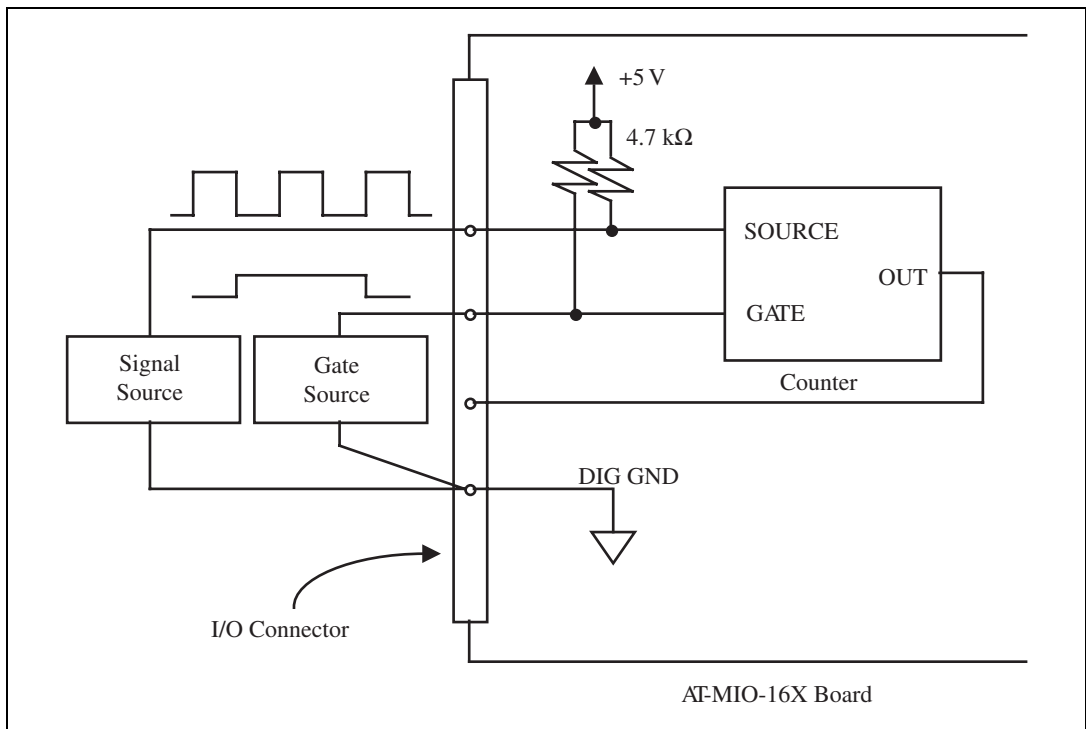 +5 V
4.7 kΩ
SOURCE
OUT
GATE
Signal
Source
Gate
Source
Counter
DIG GND
I/O Connector
AT-MIO-16X Board